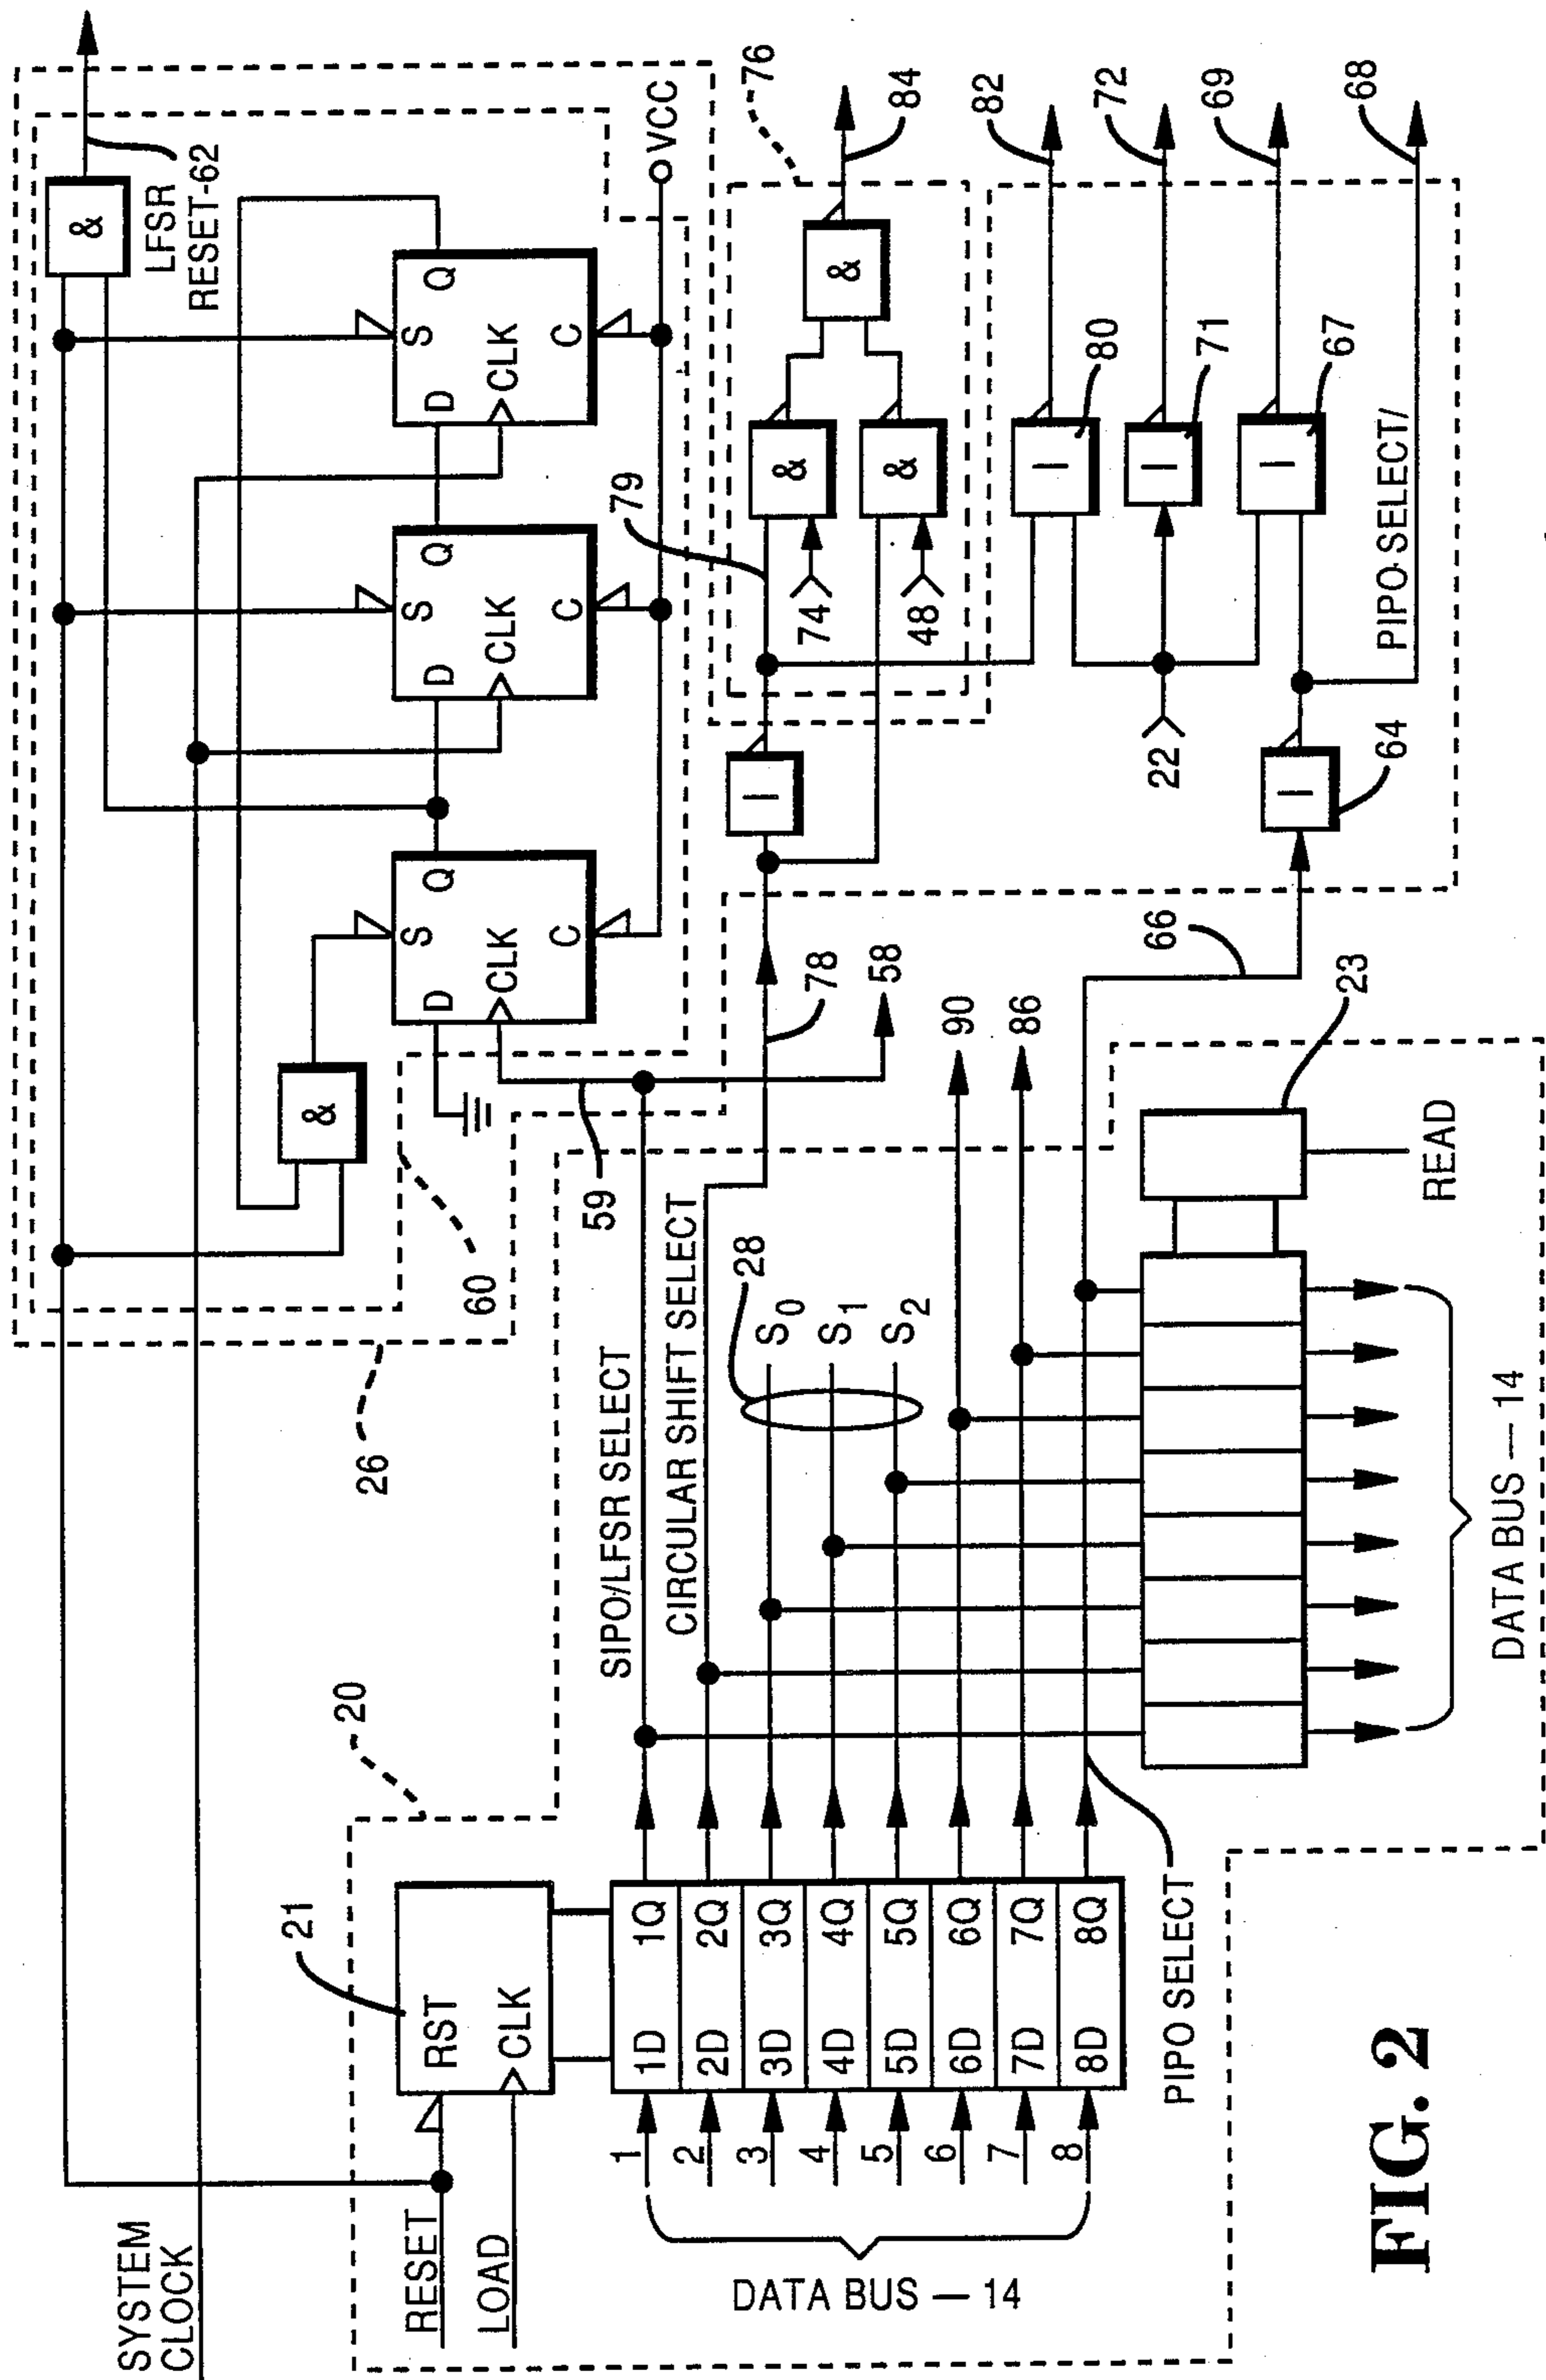 SYSTEM
CLOCK
RESET
LOAD
21
RST
CLK
20
1
2
3
4
5
6
7
8
DATA BUS — 14
1D 1Q
2D 2Q
3D 3Q
4D 4Q
5D 5Q
6D 6Q
7D 7Q
8D 8Q
PIPO SELECT
SIPO/LFSR SELECT
CIRCULAR SHIFT SELECT
28
S0
S1
S2
90
86
66
23
READ
DATA BUS — 14
26
60
59
58
78
&
D
S
Q
CLK
C
D
S
Q
CLK
C
D
S
Q
CLK
C
VCC
&
LFSR
RESET-62
79
74
48
&
&
&
76
84
I
22
I
64
I
80
I
71
I
67
82
72
69
68
PIPO SELECT/
FIG. 2